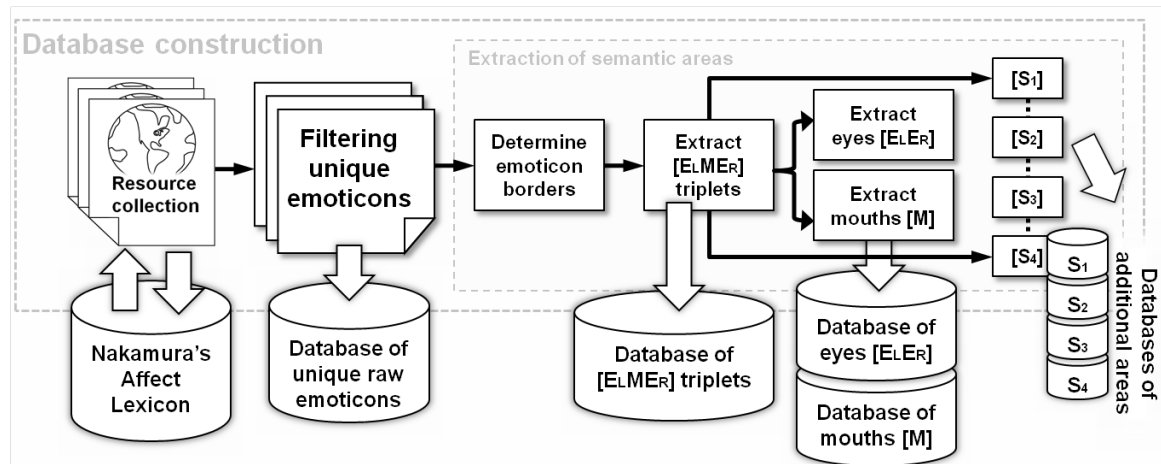 Database construction
Extraction of semantic areas
Resource
collection
Filtering
unique
emoticons
Determine
emoticon
borders
Extract
[ELMER]
triplets
Extract
eyes [ELER]
Extract
mouths [M]
[S1]
[S2]
[S3]
[S4]
Nakamura's
Affect
Lexicon
Database of
unique raw
emoticons
Database of
[ELMER] triplets
Database of
eyes [ELER]
Database of
mouths [M]
S1
S2
S3
S4
Databases of
additional areas